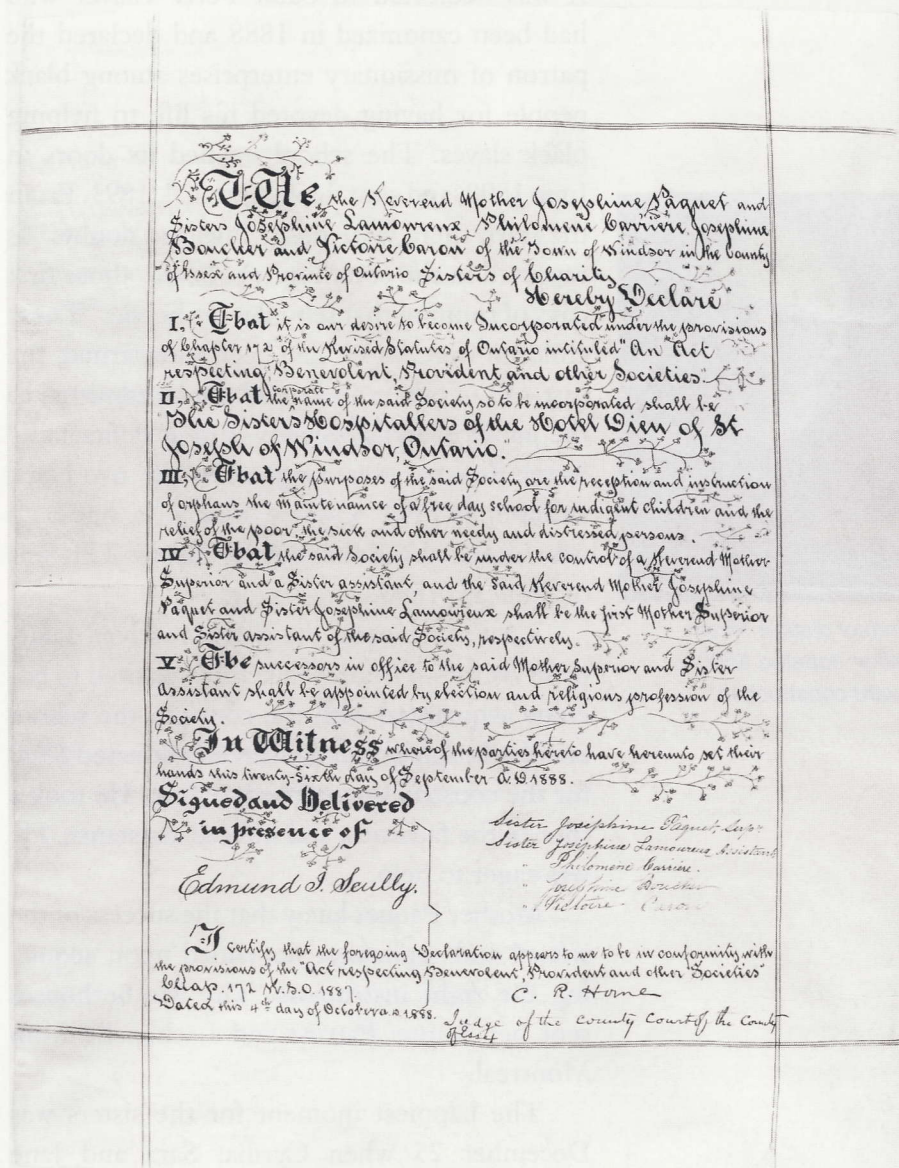 We, the Reverend Mother Josephine Paquet and
Sisters Josephine Lamoureux, Philomene Carriere, Josephine
Boucher and Victoire Caron of the Town of Windsor in the County
of Essex and Province of Ontario Sisters of Charity
Hereby Declare
I. That it is our desire to become Incorporated under the provisions
of Chapter 172 of the Revised Statutes of Ontario intituled "An Act
respecting Benevolent, Provident and other Societies"
II. That the corporate name of the said Society so to be incorporated shall be
"The Sisters Hospitallers of the Hotel Dieu of St
Joseph of Windsor, Ontario."
III. That the purposes of the said Society are the reception and instruction
of orphans the maintenance of a free day school for indigent children and the
relief of the poor, the sick and other needy and distressed persons.
IV. That the said Society shall be under the control of a Reverend Mother
Superior and a Sister assistant, and the said Reverend Mother Josephine
Paquet and Sister Josephine Lamoureux shall be the first Mother Superior
and Sister assistant of the said Society, respectively.
V. The successors in office to the said Mother Superior and Sister
Assistant shall be appointed by election and religious profession of the
Society.
In Witness whereof the parties hereto have hereunto set their
hands this twenty-sixth day of September A.D. 1888.
Signed and Delivered
in presence of
Edmund J. Scully.
Sister Joséphine Pâquet, Supr
Sister Joséphine Lamoureux Assistant
" Philomène Carrière.
" Joséphine Boucher
" Victoire Caron
I certify that the foregoing Declaration appears to me to be in conformity with
the provisions of the "Act respecting Benevolent, Provident and other Societies"
Chap. 172 R.S.O. 1887.
Dated this 4th day of October A.D. 1888.
C. R. Horne
Judge of the County Court of the County
of Essex